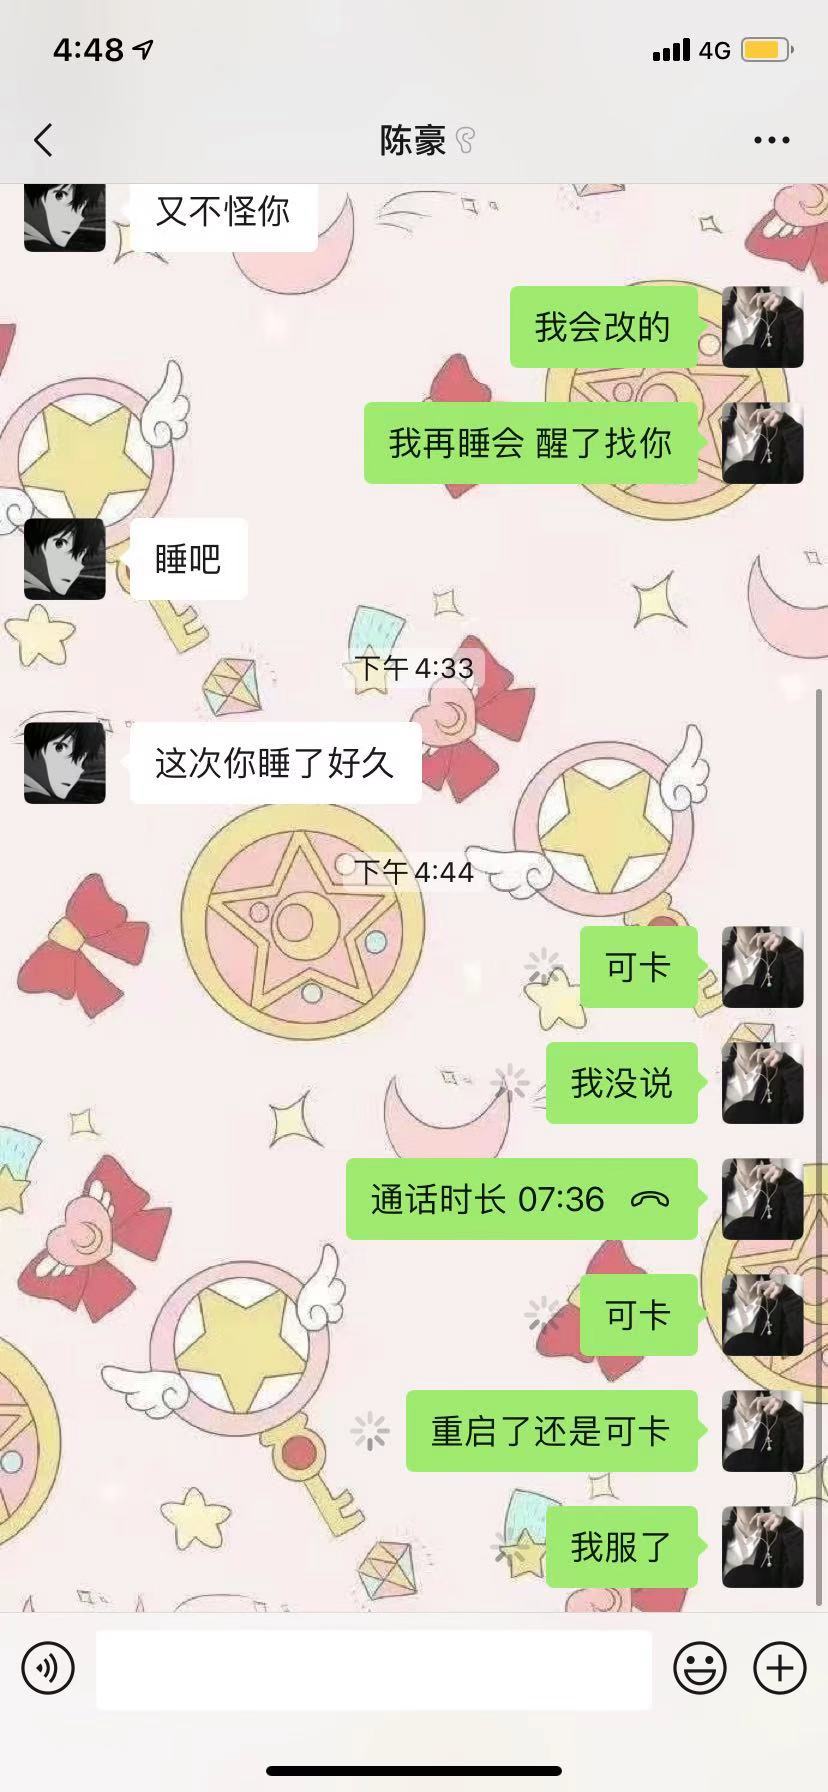 4:48
4G
陈豪
又不怪你
我会改的
我再睡会 醒了找你
睡吧
下午 4:33
这次你睡了好久
下午 4:44
可卡
我没说
通话时长 07:36
可卡
重启了还是可卡
我服了